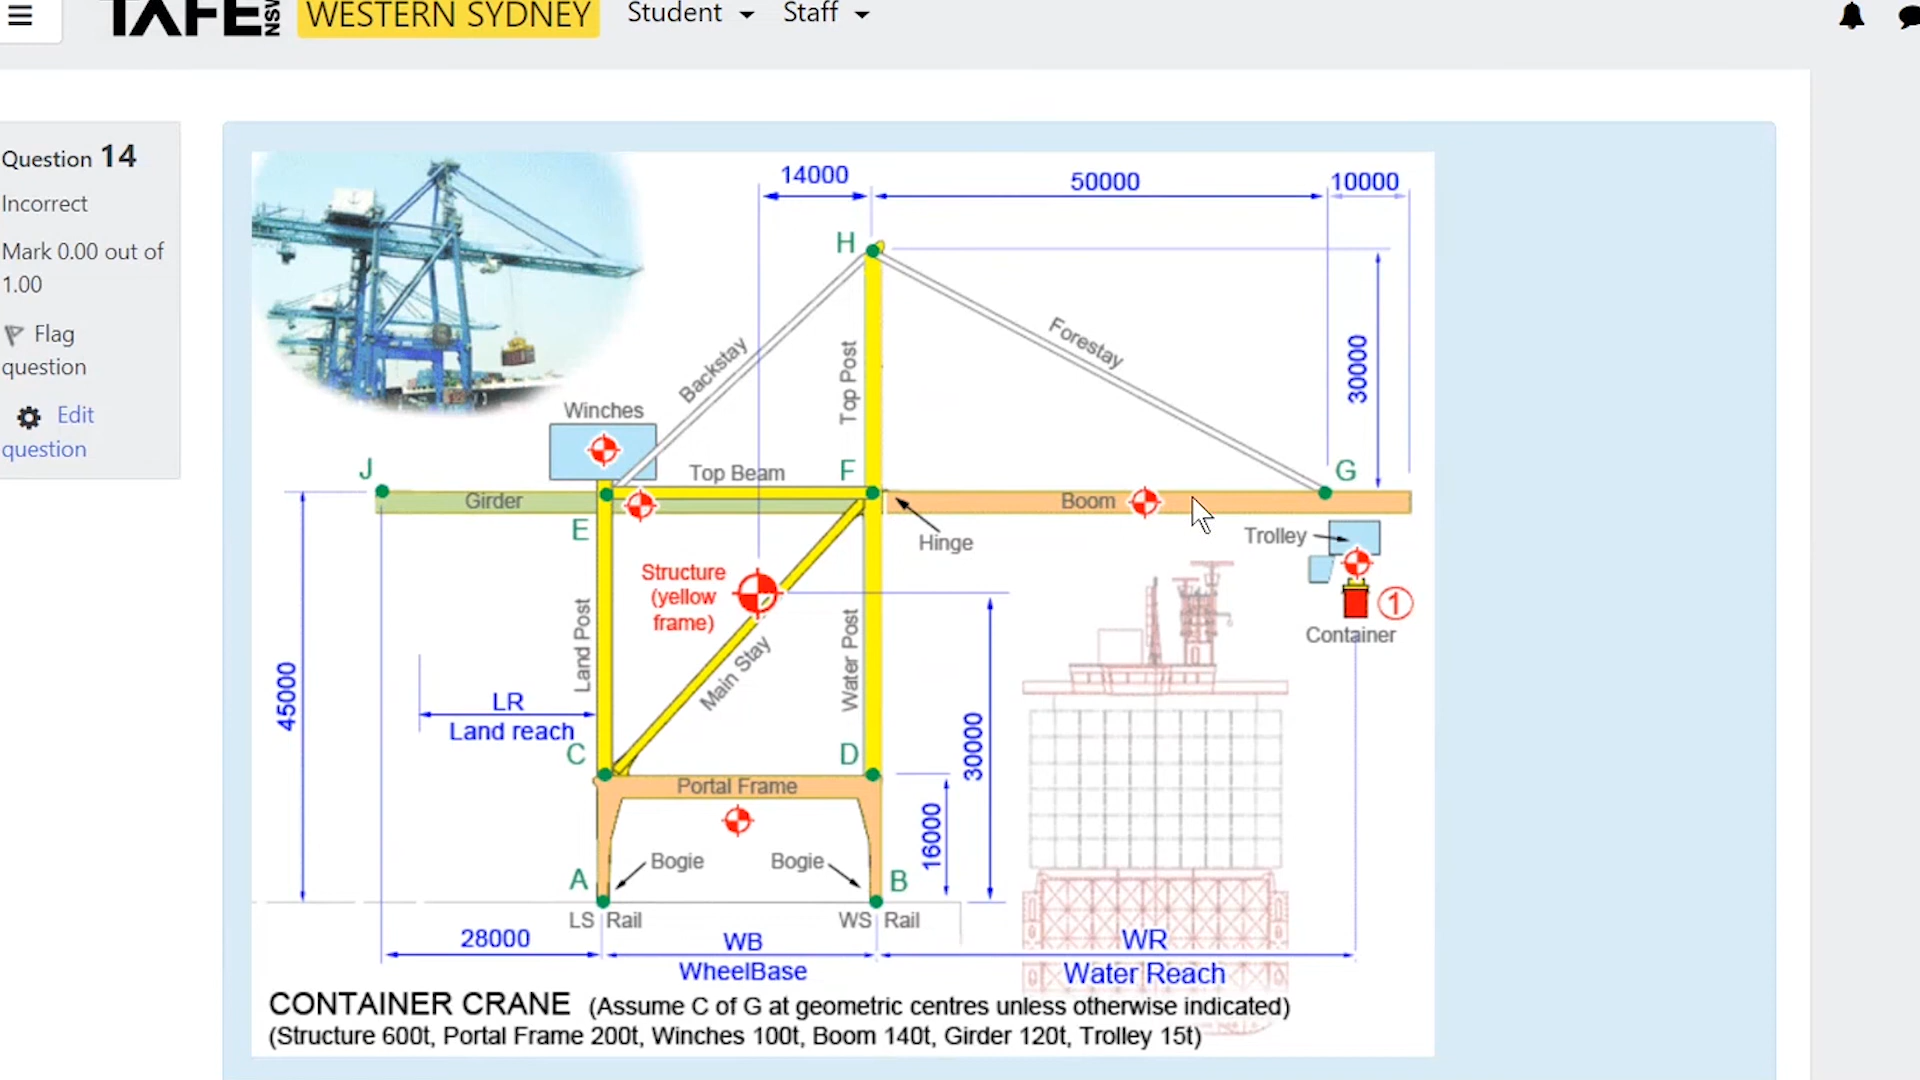 TAFE NSW
WESTERN SYDNEY
Student
Staff
Question 14
Incorrect
Mark 0.00 out of
1.00
Flag
question
Edit
question
14000
50000
10000
H
Backstay
Top Post
Forestay
30000
Winches
J
Top Beam
F
G
Girder
Boom
E
Hinge
Trolley
Structure
(yellow
frame)
1
Container
Land Post
Main Stay
Water Post
45000
LR
Land reach
C
D
30000
Portal Frame
16000
Bogie
Bogie
A
B
LS Rail
WS Rail
28000
WB
WheelBase
WR
Water Reach
CONTAINER CRANE (Assume C of G at geometric centres unless otherwise indicated)
(Structure 600t, Portal Frame 200t, Winches 100t, Boom 140t, Girder 120t, Trolley 15t)